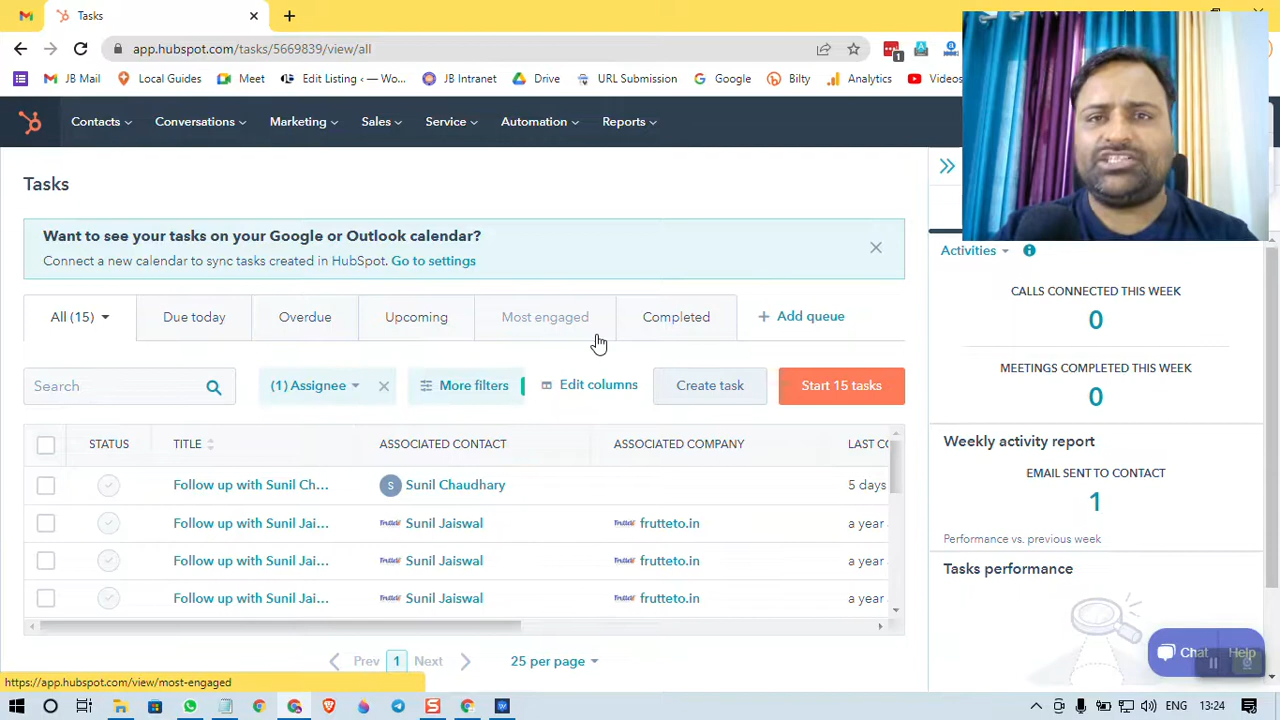 Tasks
app.hubspot.com/tasks/5669839/view/all
1
JB Mail
Local Guides
Meet
Edit Listing ‹ — Wo...
JB Intranet
Drive
URL Submission
Google
Bilty
Analytics
Videos
Contacts
Conversations
Marketing
Sales
Service
Automation
Reports
Tasks
Want to see your tasks on your Google or Outlook calendar?
Connect a new calendar to sync tasks created in HubSpot. Go to settings
All (15)
Due today
Overdue
Upcoming
Most engaged
Completed
+ Add queue
Search
(1) Assignee
More filters
Edit columns
Create task
Start 15 tasks
STATUS
TITLE
ASSOCIATED CONTACT
ASSOCIATED COMPANY
LAST CO
Follow up with Sunil Ch...
S
Sunil Chaudhary
5 days
Follow up with Sunil Jai...
Sunil Jaiswal
frutteto.in
a year
Follow up with Sunil Jai...
Sunil Jaiswal
frutteto.in
a year
Follow up with Sunil Jai...
Sunil Jaiswal
frutteto.in
a year
Prev
1
Next
25 per page
Activities
CALLS CONNECTED THIS WEEK
0
MEETINGS COMPLETED THIS WEEK
0
Weekly activity report
EMAIL SENT TO CONTACT
1
Performance vs. previous week
Tasks performance
Chat
Help
https://app.hubspot.com/view/most-engaged
ENG
13:24